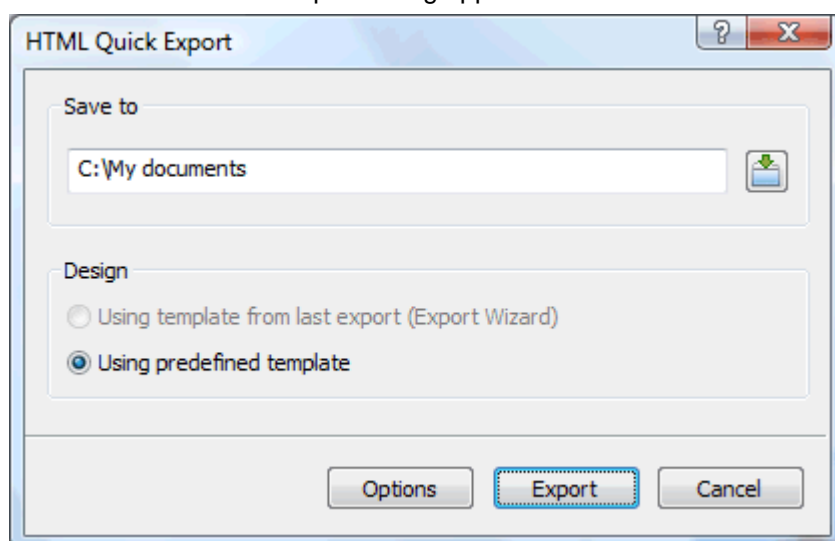 HTML Quick Export
?
Save to
C:\My documents
Design
Using template from last export (Export Wizard)
Using predefined template
Options Export Cancel